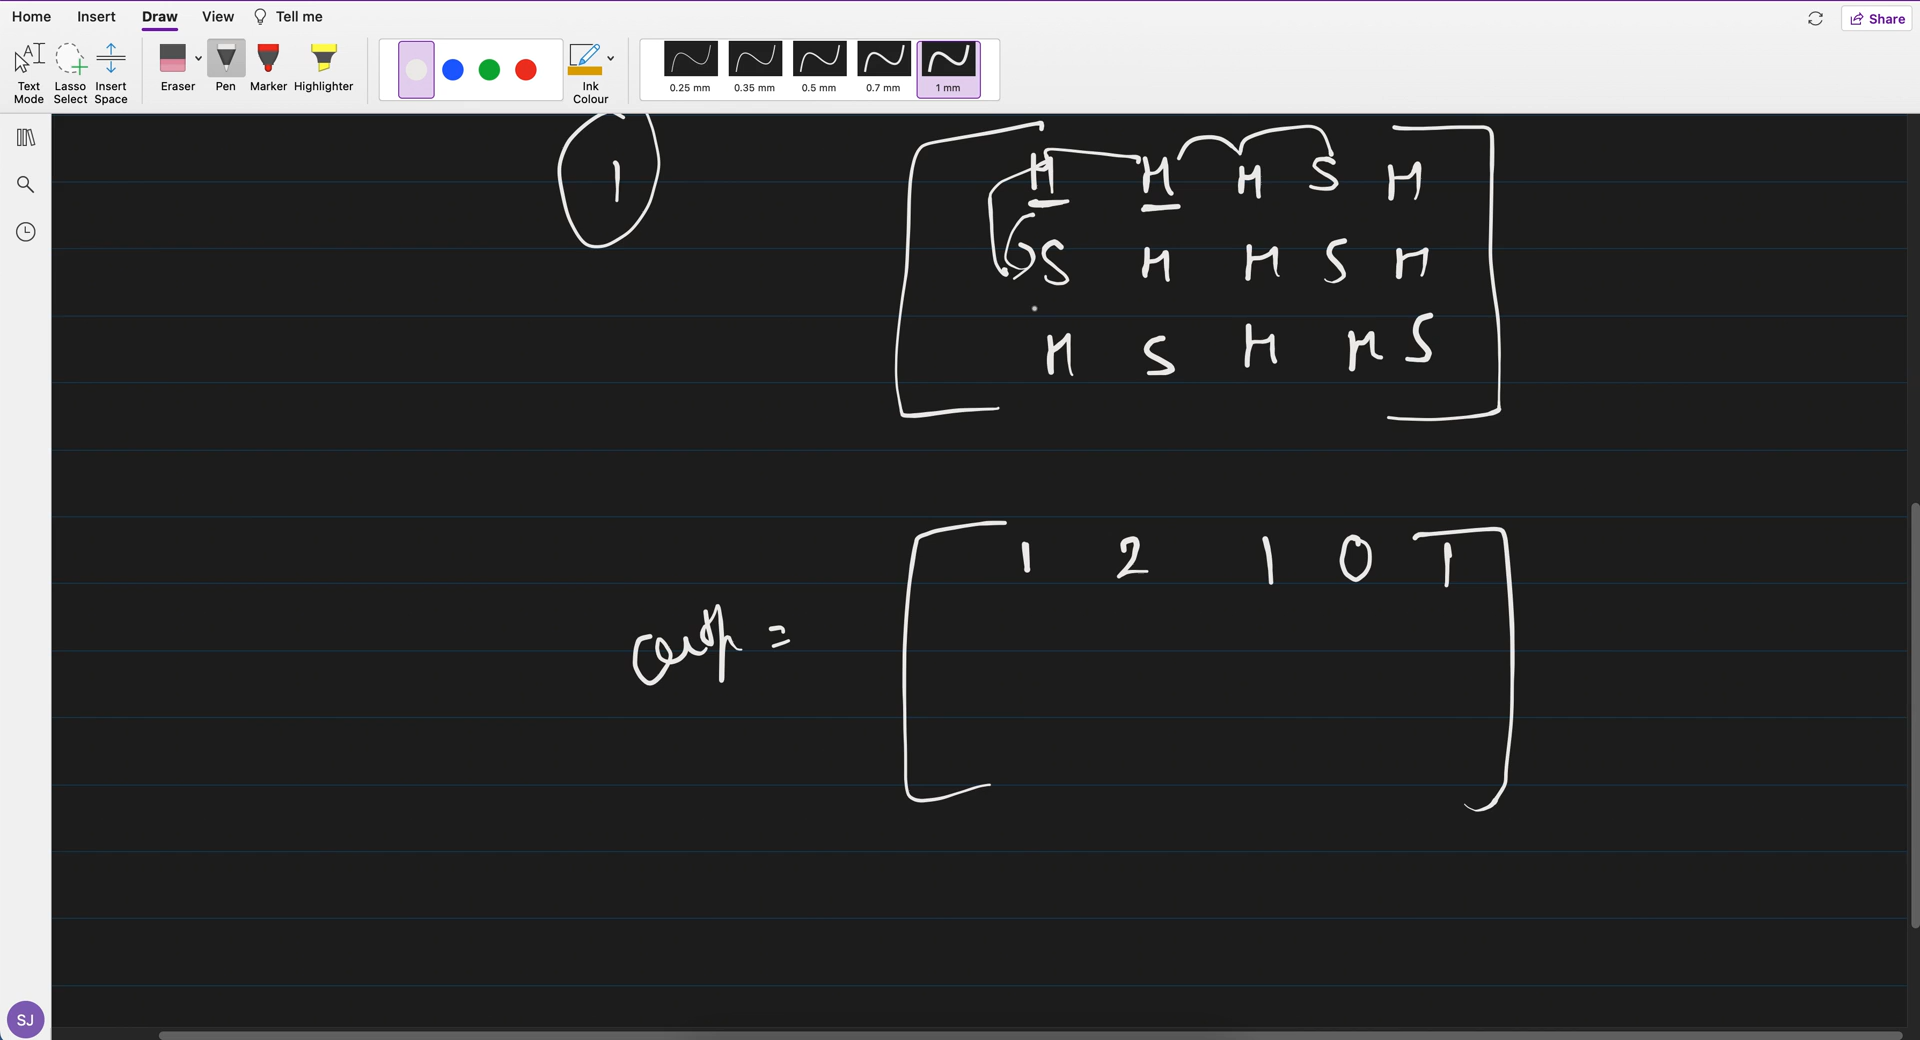 Home Insert Draw View Tell me Share
Text Mode Lasso Select Insert Space Eraser Pen Marker Highlighter Ink Colour 0.25 mm 0.35 mm 0.5 mm 0.7 mm 1 mm
1
H H H S H
S H H S H
H S H H S
1 2 1 0 1
=
SJ